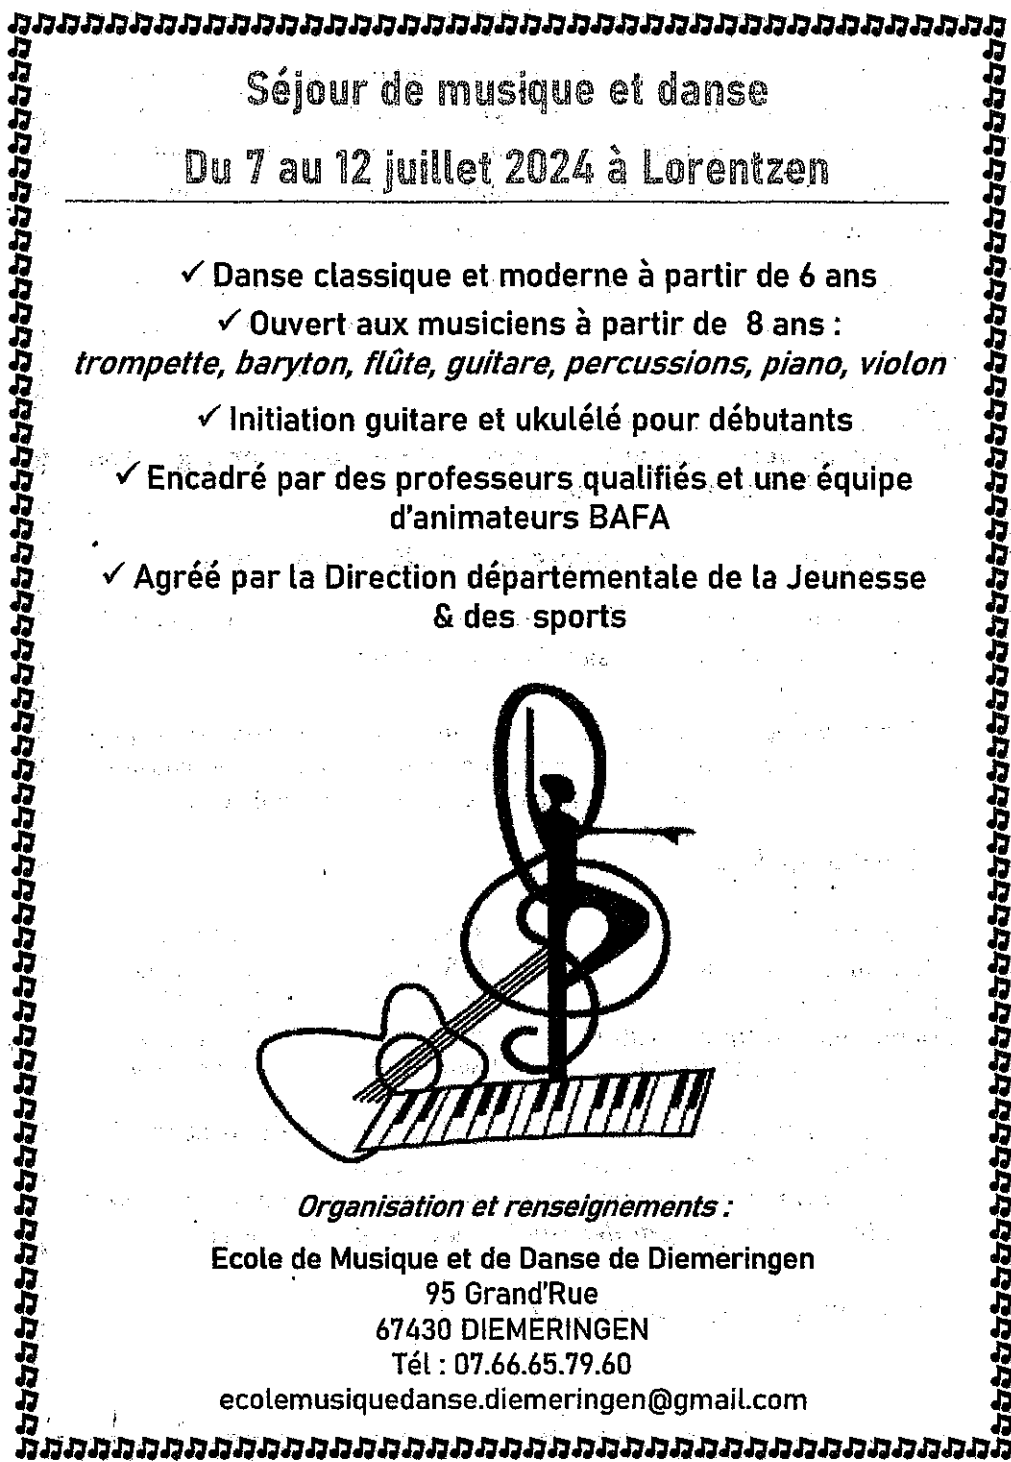 Séjour de musique et danse
Du 7 au 12 juillet 2024 à Lorentzen
✓ Danse classique et moderne à partir de 6 ans
✓ Ouvert aux musiciens à partir de 8 ans :
trompette, baryton, flûte, guitare, percussions, piano, violon
✓ Initiation guitare et ukulélé pour débutants
✓ Encadré par des professeurs qualifiés et une équipe
d'animateurs BAFA
✓ Agréé par la Direction départementale de la Jeunesse
& des sports
Organisation et renseignements :
Ecole de Musique et de Danse de Diemeringen
95 Grand'Rue
67430 DIEMERINGEN
Tél : 07.66.65.79.60
ecolemusiquedanse.diemeringen@gmail.com